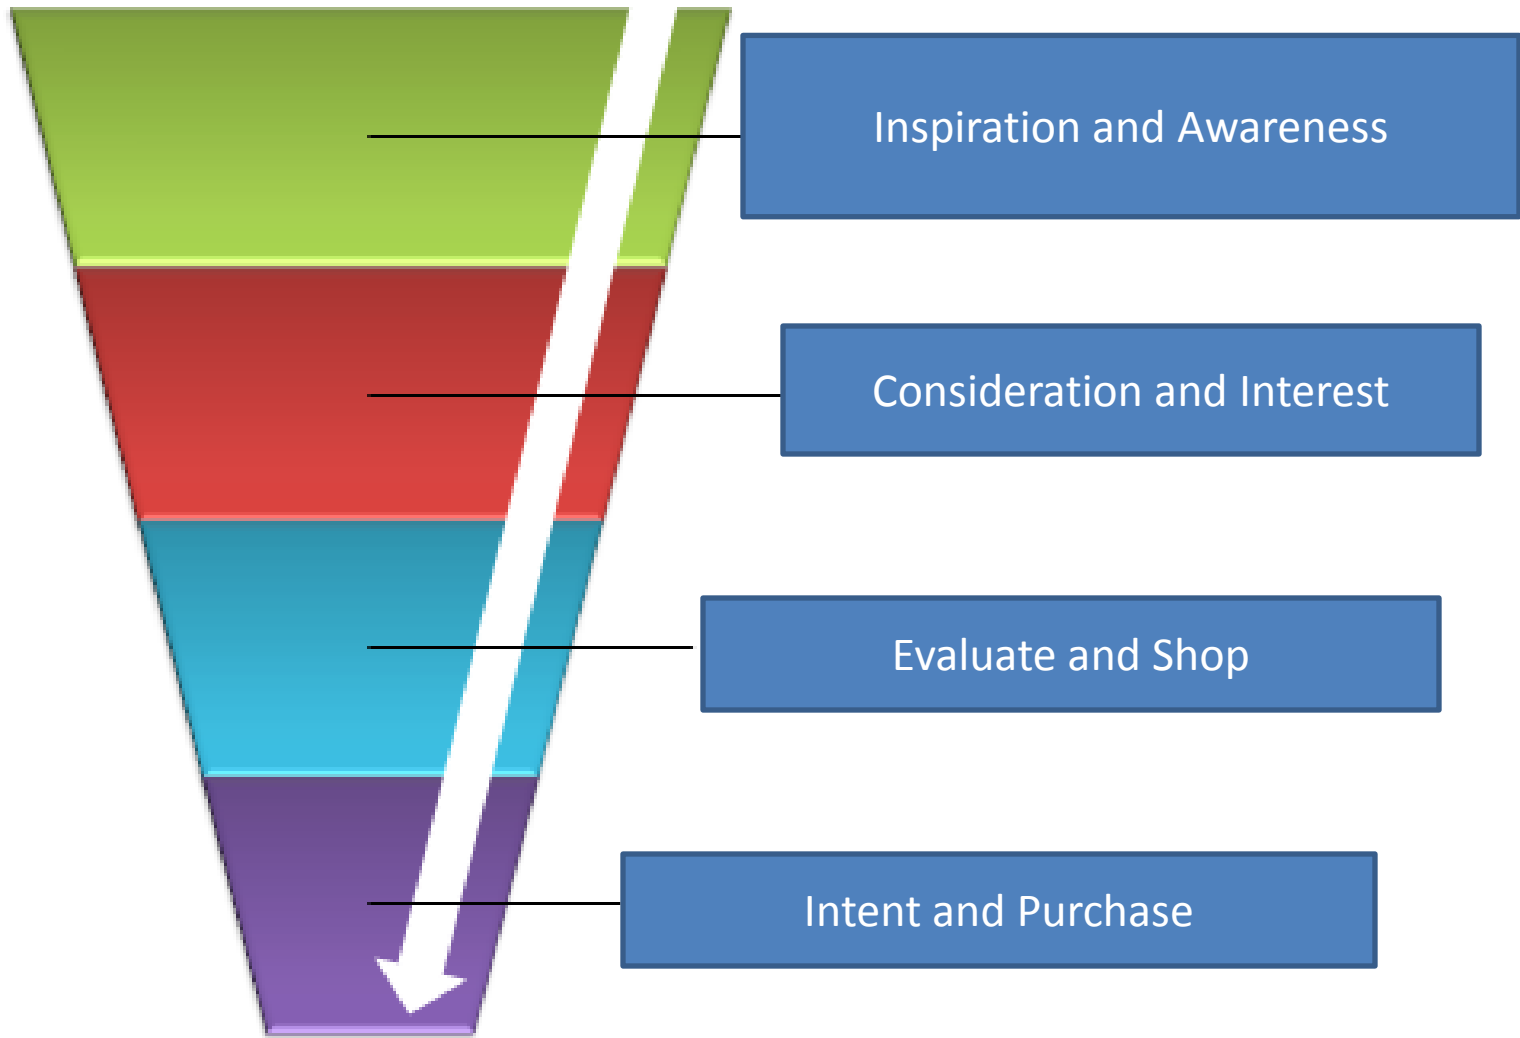 Inspiration and Awareness
Consideration and Interest
Evaluate and Shop
Intent and Purchase